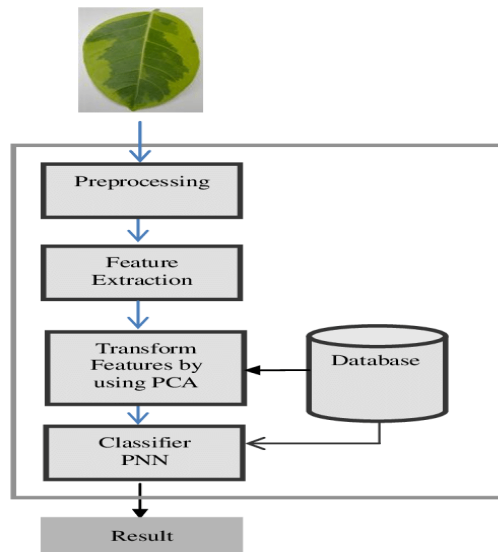 Preprocessing
Feature
Extraction
Transform
Features by
using PCA
Database
Classifier
PNN
Result